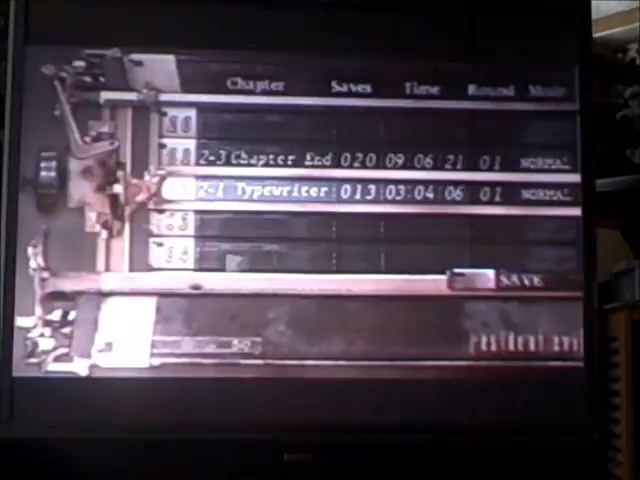 Chapter Saves Time Round Mode
2-3 Chapter End 020 09:06:21 01 NORMAL
2-1 Typewriter 013 03:04:06 01 NORMAL
SAVE
resident evil